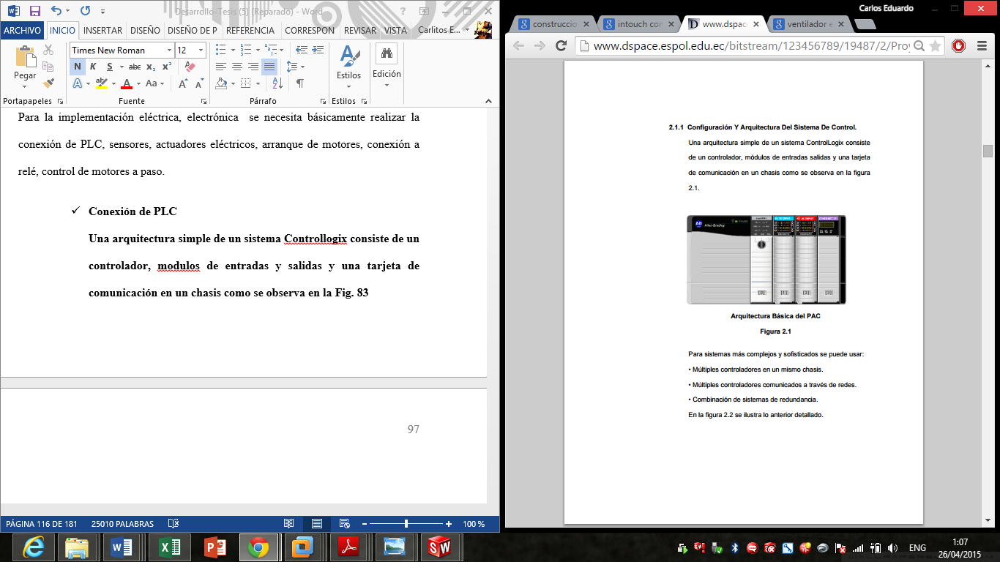 Desarrollo-Tesis (5) (Reparado) - Word
ARCHIVO INICIO INSERTAR DISEÑO DISEÑO DE P REFERENCIA CORRESPON REVISAR VISTA Carlitos E...
Times New Roman 12
Pegar
N K S abc x₂ x²
Estilos
Edición
Portapapeles Fuente Párrafo Estilos
Para la implementación eléctrica, electrónica se necesita básicamente realizar la
conexión de PLC, sensores, actuadores eléctricos, arranque de motores, conexión a
relé, control de motores a paso.
✓ Conexión de PLC
Una arquitectura simple de un sistema Controllogix consiste de un
controlador, modulos de entradas y salidas y una tarjeta de
comunicación en un chasis como se observa en la Fig. 83
97
PÁGINA 116 DE 181 25010 PALABRAS 100 %
Carlos Eduardo
construccio intouch con www.dspace ventilador e
www.dspace.espol.edu.ec/bitstream/123456789/19487/2/Proy
2.1.1 Configuración Y Arquitectura Del Sistema De Control.
Una arquitectura simple de un sistema ControlLogix consiste
de un controlador, módulos de entradas salidas y una tarjeta
de comunicación en un chasis como se observa en la figura
2.1.
AB Allen-Bradley
[0] [1] [2] [3]
Arquitectura Básica del PAC
Figura 2.1
Para sistemas más complejos y sofisticados se puede usar:
• Múltiples controladores en un mismo chasis.
• Múltiples controladores comunicados a través de redes.
• Combinación de sistemas de redundancia.
En la figura 2.2 se ilustra lo anterior detallado.
ENG
1:07
26/04/2015